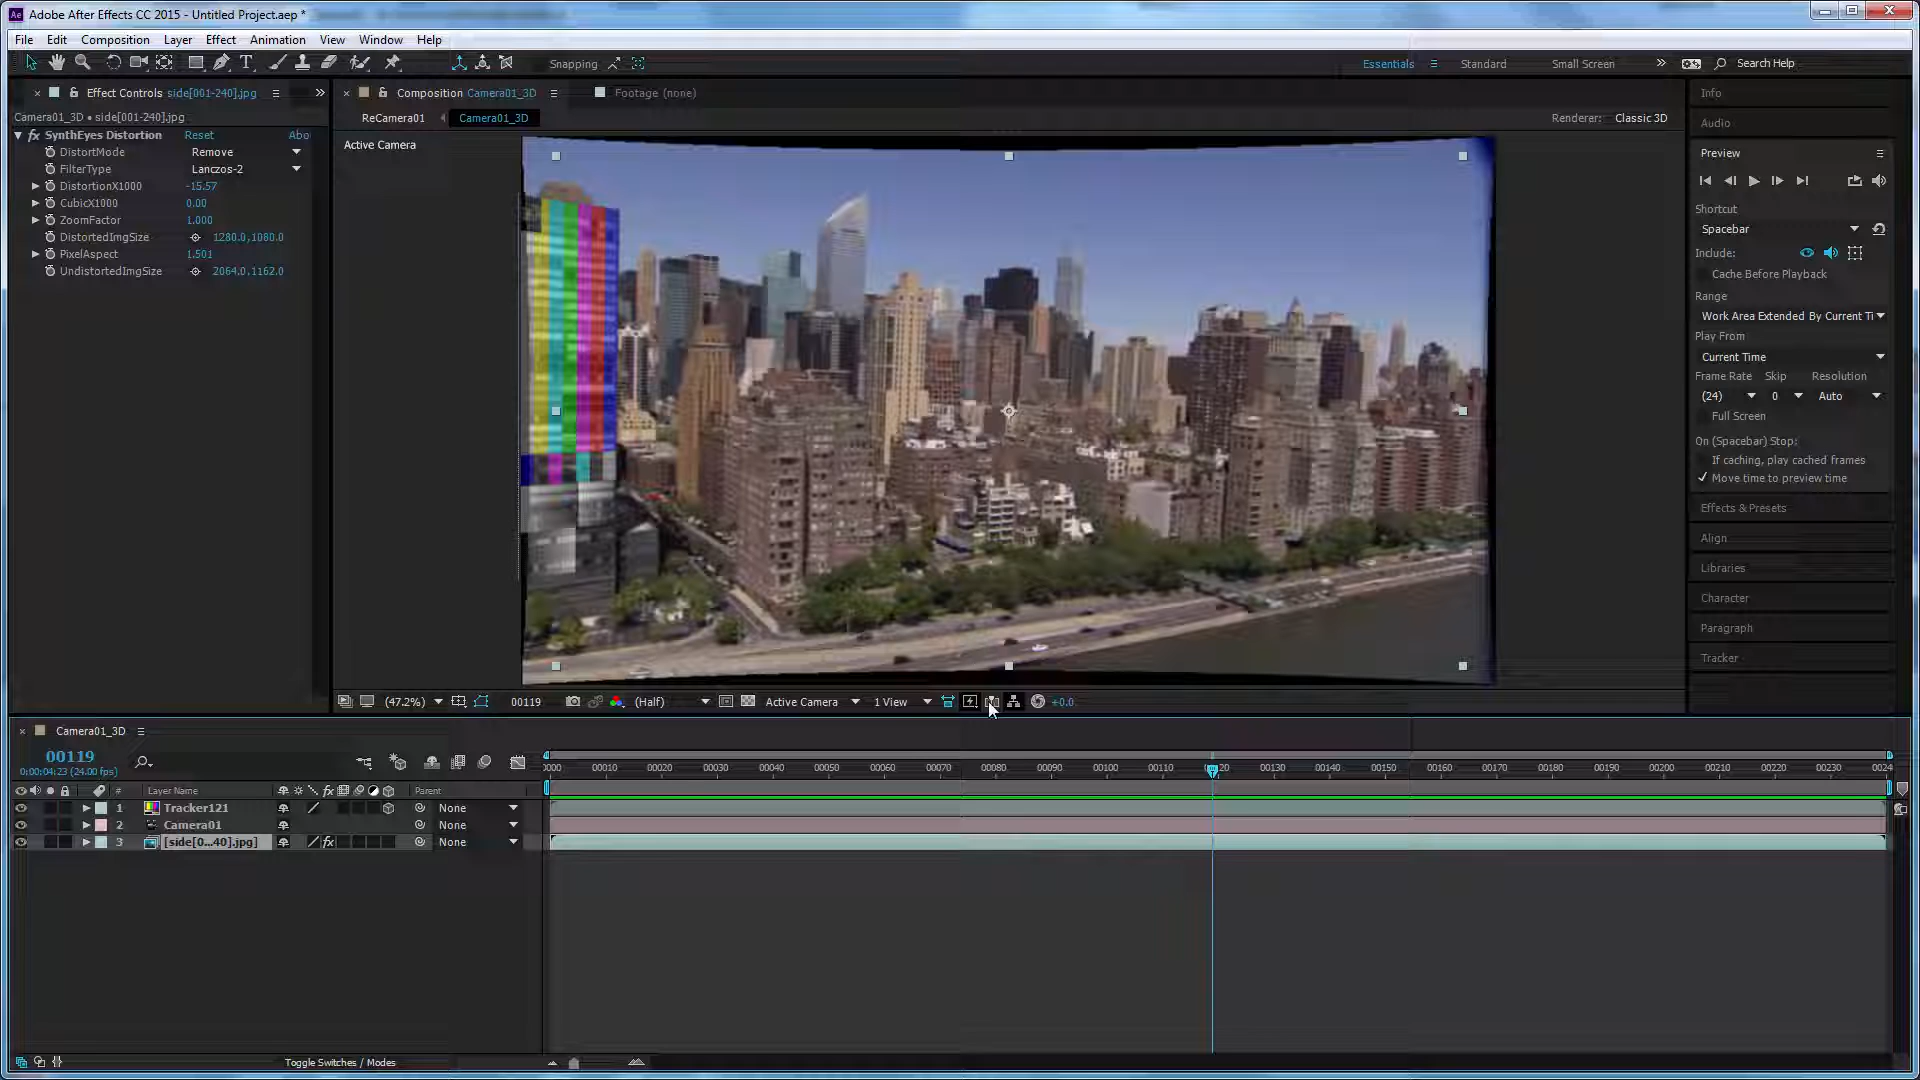 Adobe After Effects CC 2015 - Untitled Project.aep *
File Edit Composition Layer Effect Animation View Window Help
Snapping
Essentials Standard Small Screen Search Help
Effect Controls side[001-240].jpg
Composition Camera01_3D
Footage (none)
Camera01_3D • side[001-240].jpg
ReCamera01 Camera01_3D
Renderer: Classic 3D
fx SynthEyes Distortion Reset Abo
DistortMode Remove
FilterType Lanczos-2
DistortionX1000 -15.57
CubicX1000 0.00
ZoomFactor 1.000
DistortedImgSize 1280.0,1080.0
PixelAspect 1.501
UndistortedImgSize 2064.0,1162.0
Active Camera
Info
Audio
Preview
Shortcut
Spacebar
Include:
Cache Before Playback
Range
Work Area Extended By Current Ti
Play From
Current Time
Frame Rate Skip Resolution
(24) 0 Auto
Full Screen
On (Spacebar) Stop:
If caching, play cached frames
Move time to preview time
Effects & Presets
Align
Libraries
Character
Paragraph
Tracker
(47.2%) 00119 (Half) Active Camera 1 View +0.0
Camera01_3D
00119
0:00:04:23 (24.00 fps)
0000 00010 00020 00030 00040 00050 00060 00070 00080 00090 00100 00110 20 00130 00140 00150 00160 00170 00180 00190 00200 00210 00220 00230 0024
# Layer Name fx Parent
1 Tracker121 None
2 Camera01 None
3 [side[0...40].jpg] fx None
Toggle Switches / Modes